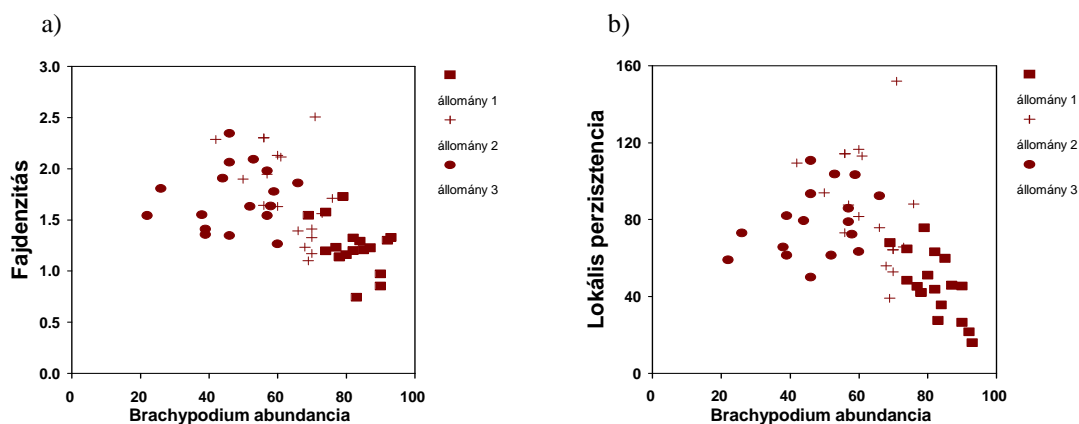 a)
b)
3.0
2.5
2.0
1.5
1.0
0.5
0.0
Fajdenzitás
0 20 40 60 80 100
Brachypodium abundancia
állomány 1
állomány 2
állomány 3
160
120
80
40
0
Lokális perzisztencia
0 20 40 60 80 100
Brachypodium abundancia
állomány 1
állomány 2
állomány 3